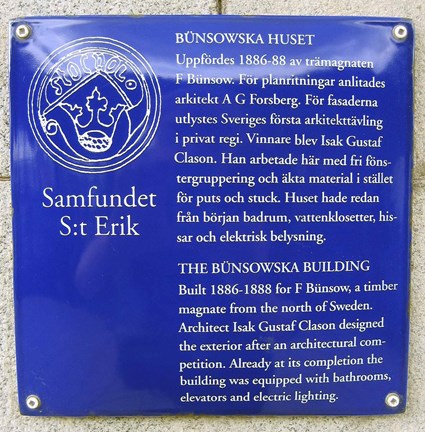 STOCHOLO
Samfundet
S:t Erik
BÜNSOWSKA HUSET
Uppfördes 1886-88 av trämagnaten
F Bünsow. För planritningar anlitades
arkitekt A G Forsberg. För fasaderna
utlystes Sveriges första arkitekttävling
i privat regi. Vinnare blev Isak Gustaf
Clason. Han arbetade här med fri föns-
tergruppering och äkta material i stället
för puts och stuck. Huset hade redan
från början badrum, vattenklosetter, his-
sar och elektrisk belysning.
THE BÜNSOWSKA BUILDING
Built 1886-1888 for F Bünsow, a timber
magnate from the north of Sweden.
Architect Isak Gustaf Clason designed
the exterior after an architectural com-
petition. Already at its completion the
building was equipped with bathrooms,
elevators and electric lighting.